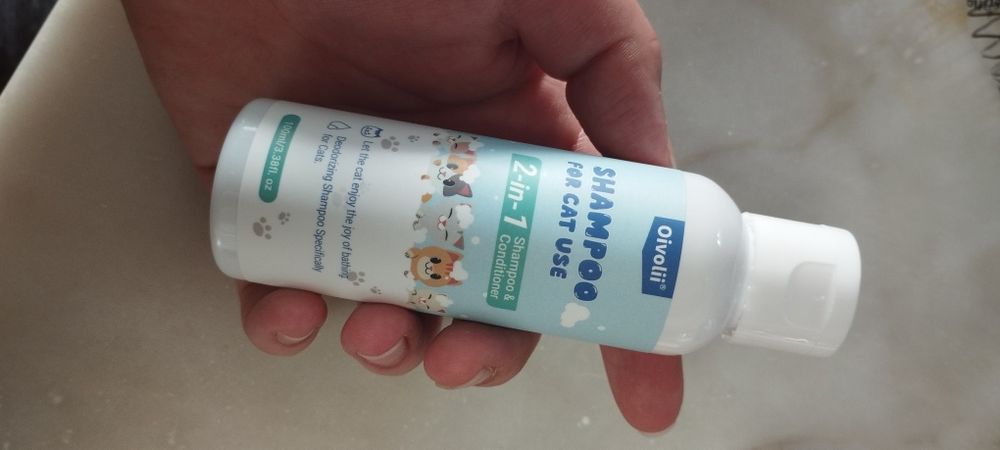 Oivolii®
SHAMPOO
FOR CAT USE
2-in-1 Shampoo &
Conditioner
Let the cat enjoy the joy of bathing
Deodorizing Shampoo Specifically
for Cats.
100ml/3.38fl. oz